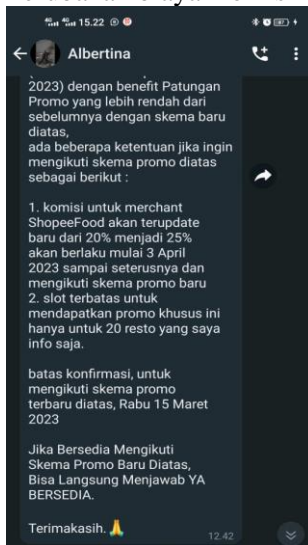 15.22
Albertina
2023) dengan benefit Patungan
Promo yang lebih rendah dari
sebelumnya dengan skema baru
diatas,
ada beberapa ketentuan jika ingin
mengikuti skema promo diatas
sebagai berikut :
1. komisi untuk merchant
ShopeeFood akan terupdate
baru dari 20% menjadi 25%
akan berlaku mulai 3 April
2023 sampai seterusnya dan
mengikuti skema promo baru
2. slot terbatas untuk
mendapatkan promo khusus ini
hanya untuk 20 resto yang saya
info saja.
batas konfirmasi, untuk
mengikuti skema promo
terbaru diatas, Rabu 15 Maret
2023
Jika Bersedia Mengikuti
Skema Promo Baru Diatas,
Bisa Langsung Menjawab YA
BERSEDIA.
Terimakasih. 🙏
12.42